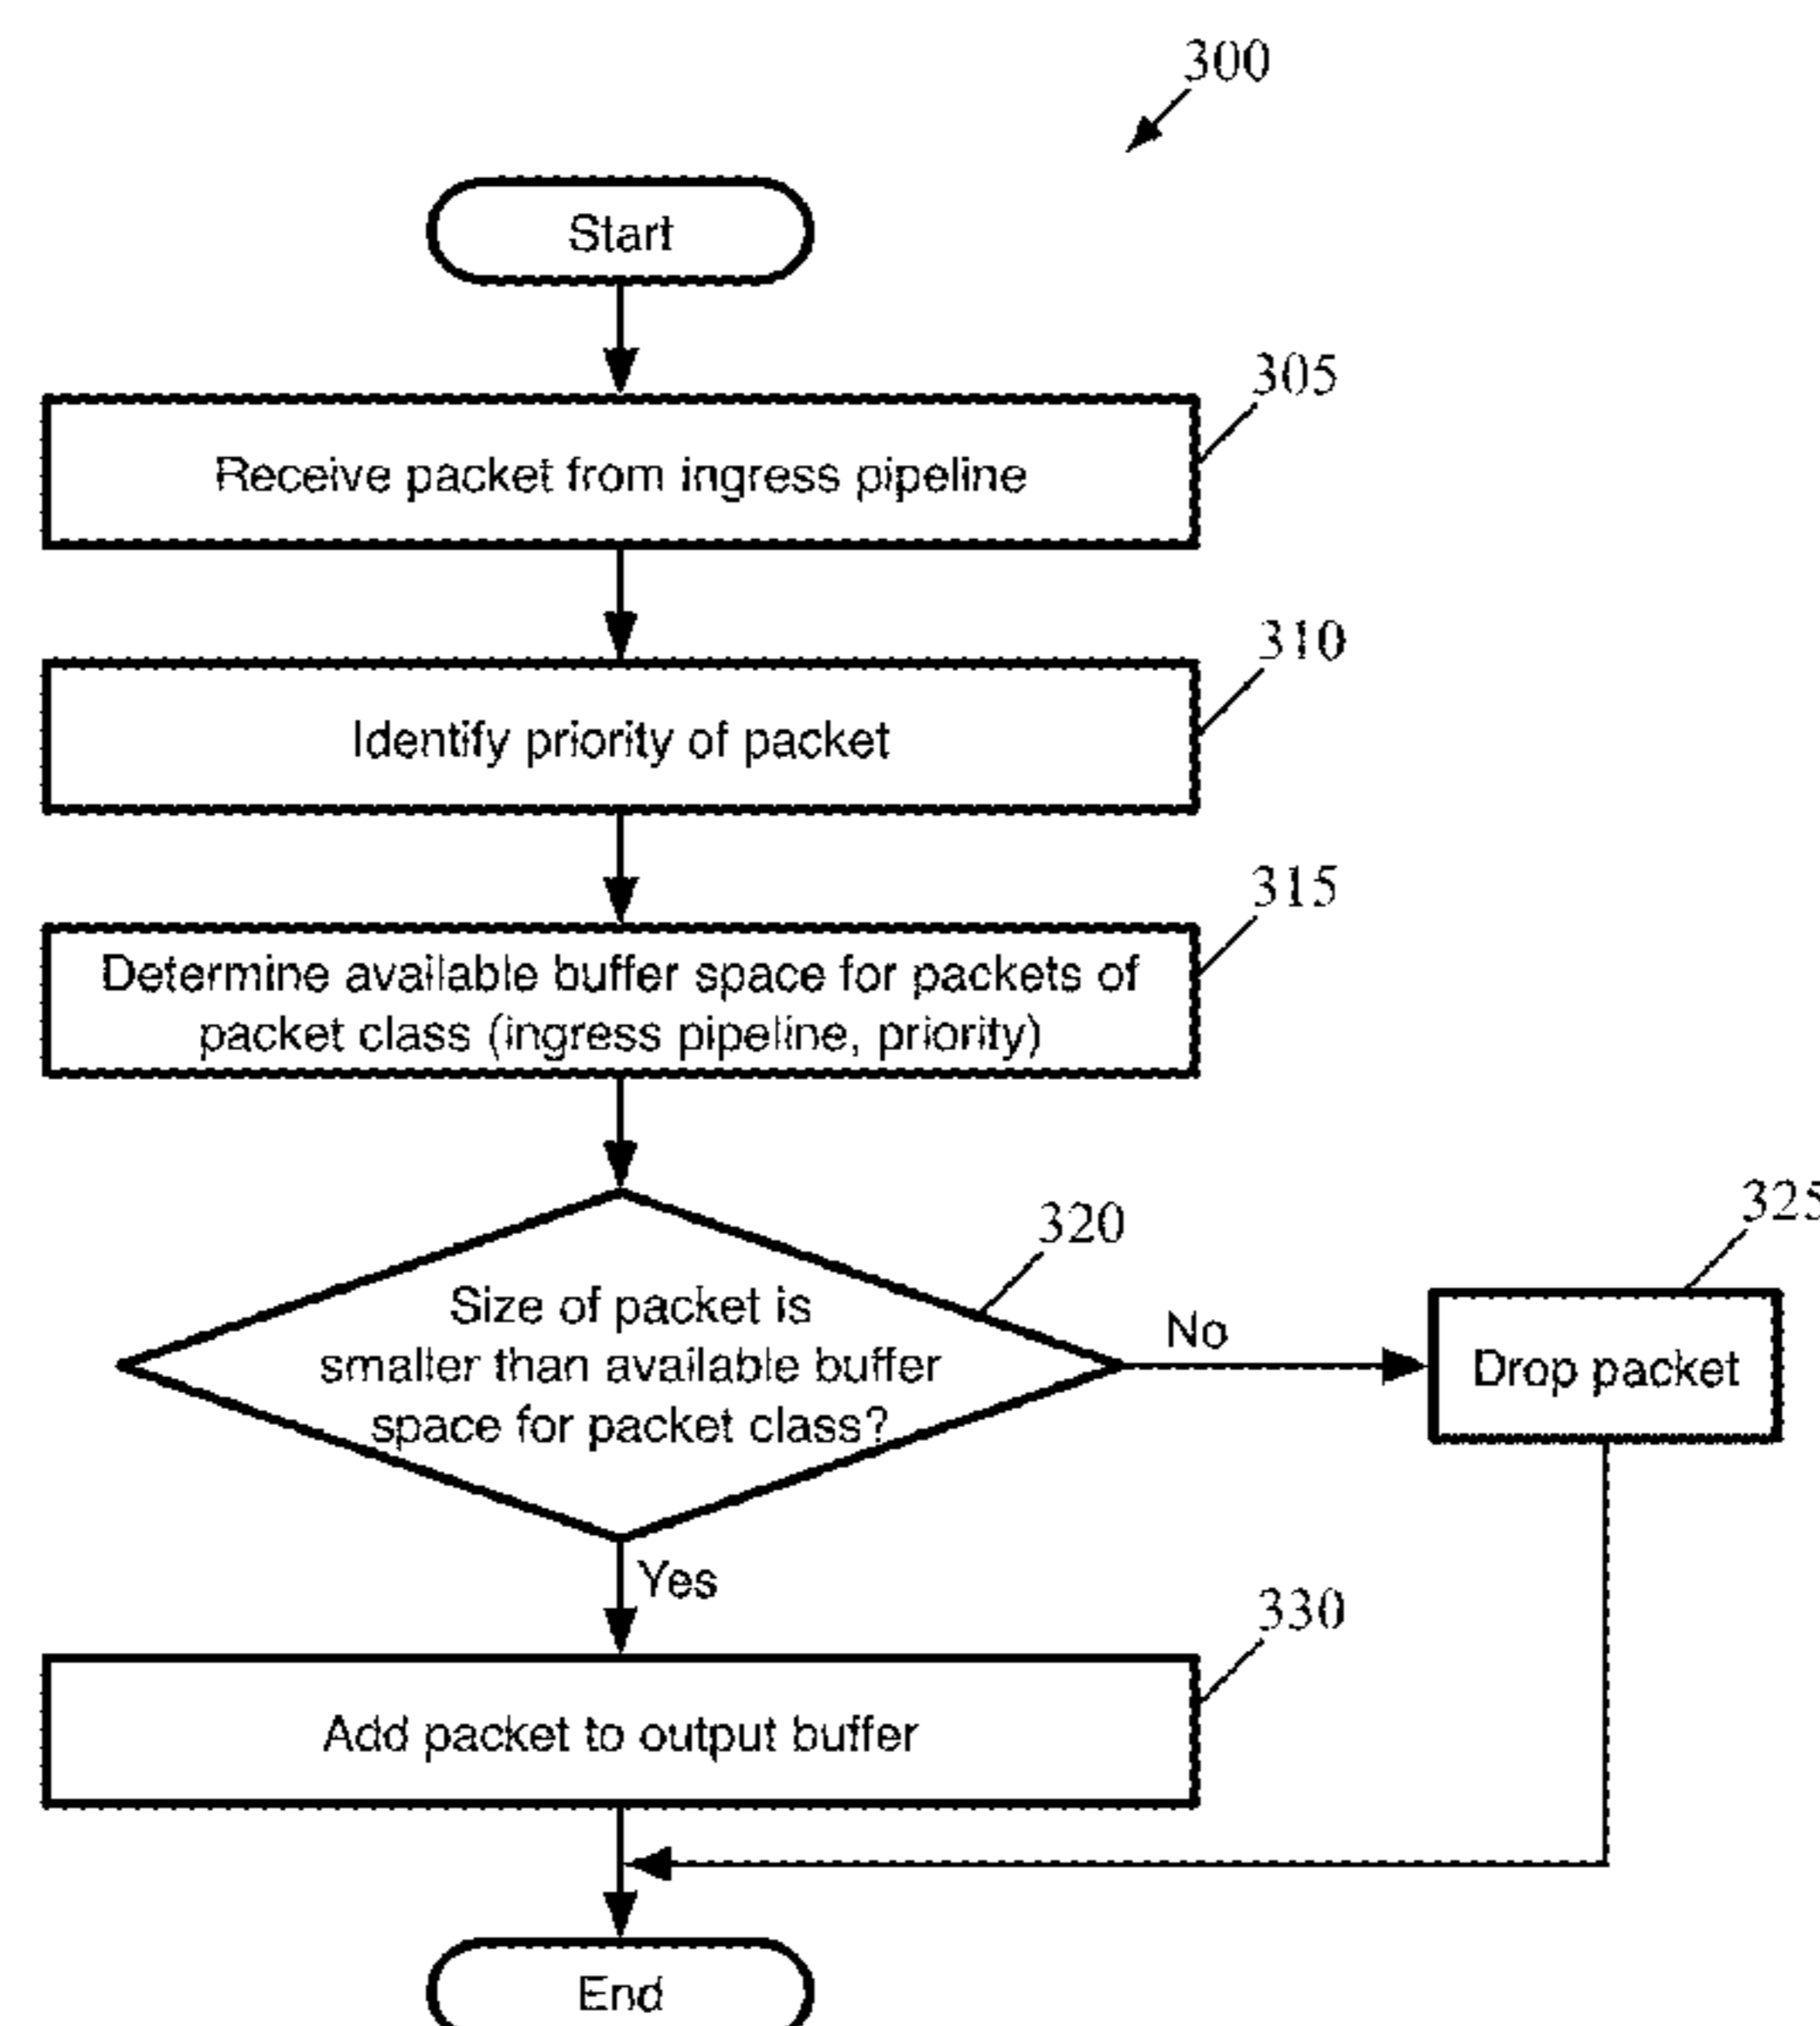 300
Start
305
Receive packet from ingress pipeline
310
Identify priority of packet
315
Determine available buffer space for packets of
packet class (ingress pipeline, priority)
320
325
Size of packet is
smaller than available buffer
space for packet class?
No
Drop packet
Yes
330
Add packet to output buffer
End